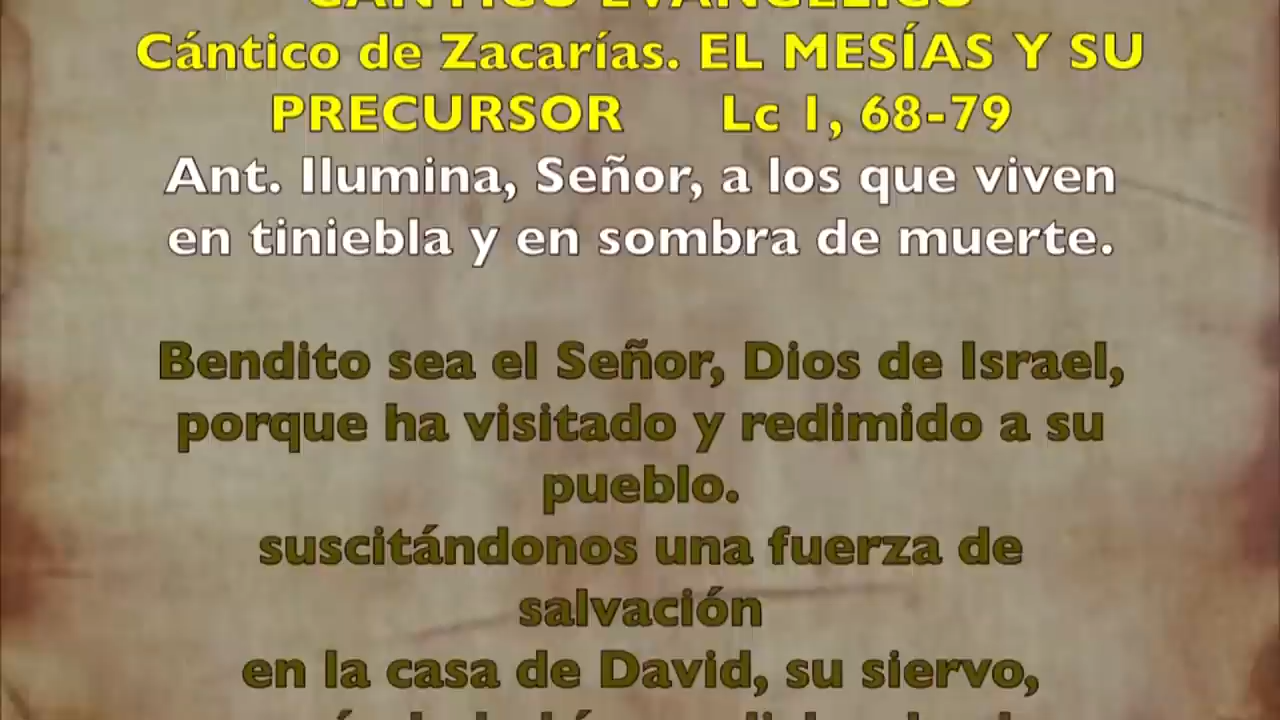 CÁNTICO EVANGÉLICO
Cántico de Zacarías. EL MESÍAS Y SU
PRECURSOR Lc 1, 68-79
Ant. Ilumina, Señor, a los que viven
en tiniebla y en sombra de muerte.
Bendito sea el Señor, Dios de Israel,
porque ha visitado y redimido a su
pueblo.
suscitándonos una fuerza de
salvación
en la casa de David, su siervo,